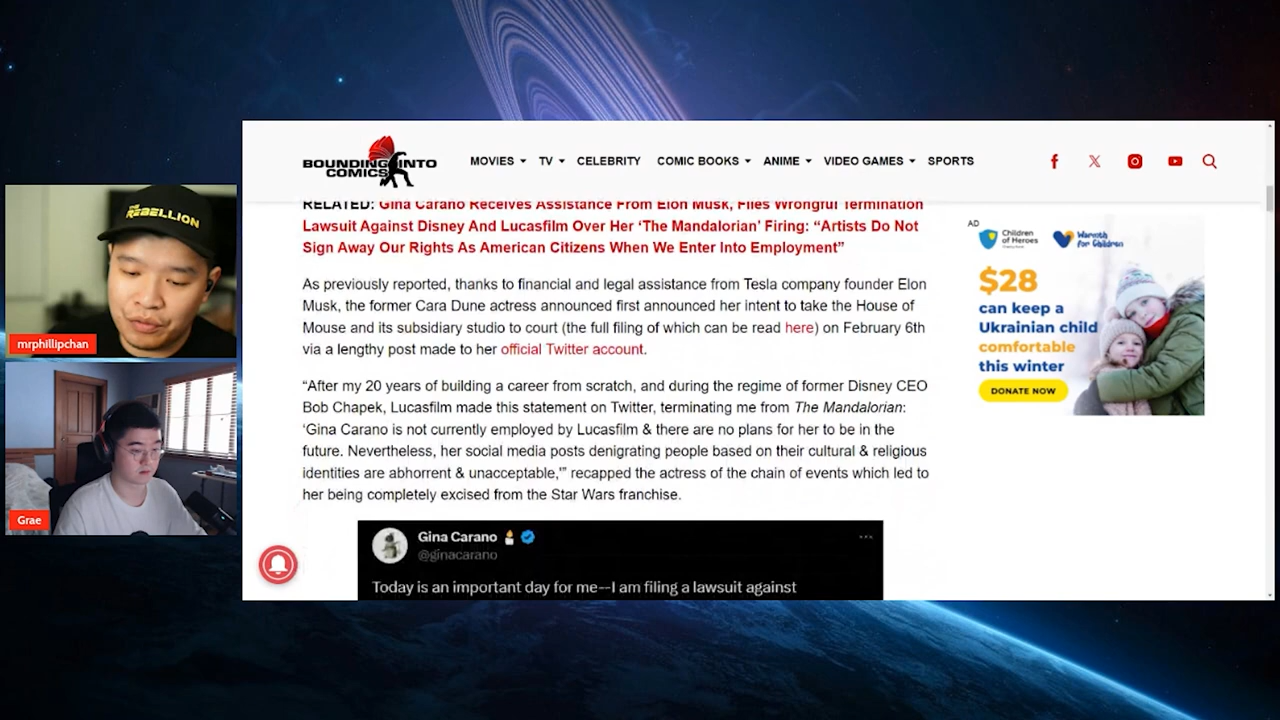 BOUNDING INTO
COMICS
MOVIES TV CELEBRITY COMIC BOOKS ANIME VIDEO GAMES SPORTS
RELATED: Gina Carano Receives Assistance From Elon Musk, Files Wrongful Termination
Lawsuit Against Disney And Lucasfilm Over Her ‘The Mandalorian’ Firing: “Artists Do Not
Sign Away Our Rights As American Citizens When We Enter Into Employment”
As previously reported, thanks to financial and legal assistance from Tesla company founder Elon
Musk, the former Cara Dune actress announced first announced her intent to take the House of
Mouse and its subsidiary studio to court (the full filing of which can be read here) on February 6th
via a lengthy post made to her official Twitter account.
“After my 20 years of building a career from scratch, and during the regime of former Disney CEO
Bob Chapek, Lucasfilm made this statement on Twitter, terminating me from The Mandalorian:
‘Gina Carano is not currently employed by Lucasfilm & there are no plans for her to be in the
future. Nevertheless, her social media posts denigrating people based on their cultural & religious
identities are abhorrent & unacceptable,’” recapped the actress of the chain of events which led to
her being completely excised from the Star Wars franchise.
Gina Carano
@ginacarano
Today is an important day for me--I am filing a lawsuit against
AD
Children
of Heroes
Warmth
for Children
$28
can keep a
Ukrainian child
comfortable
this winter
DONATE NOW
THE
REBELLION
mrphillipchan
Grae